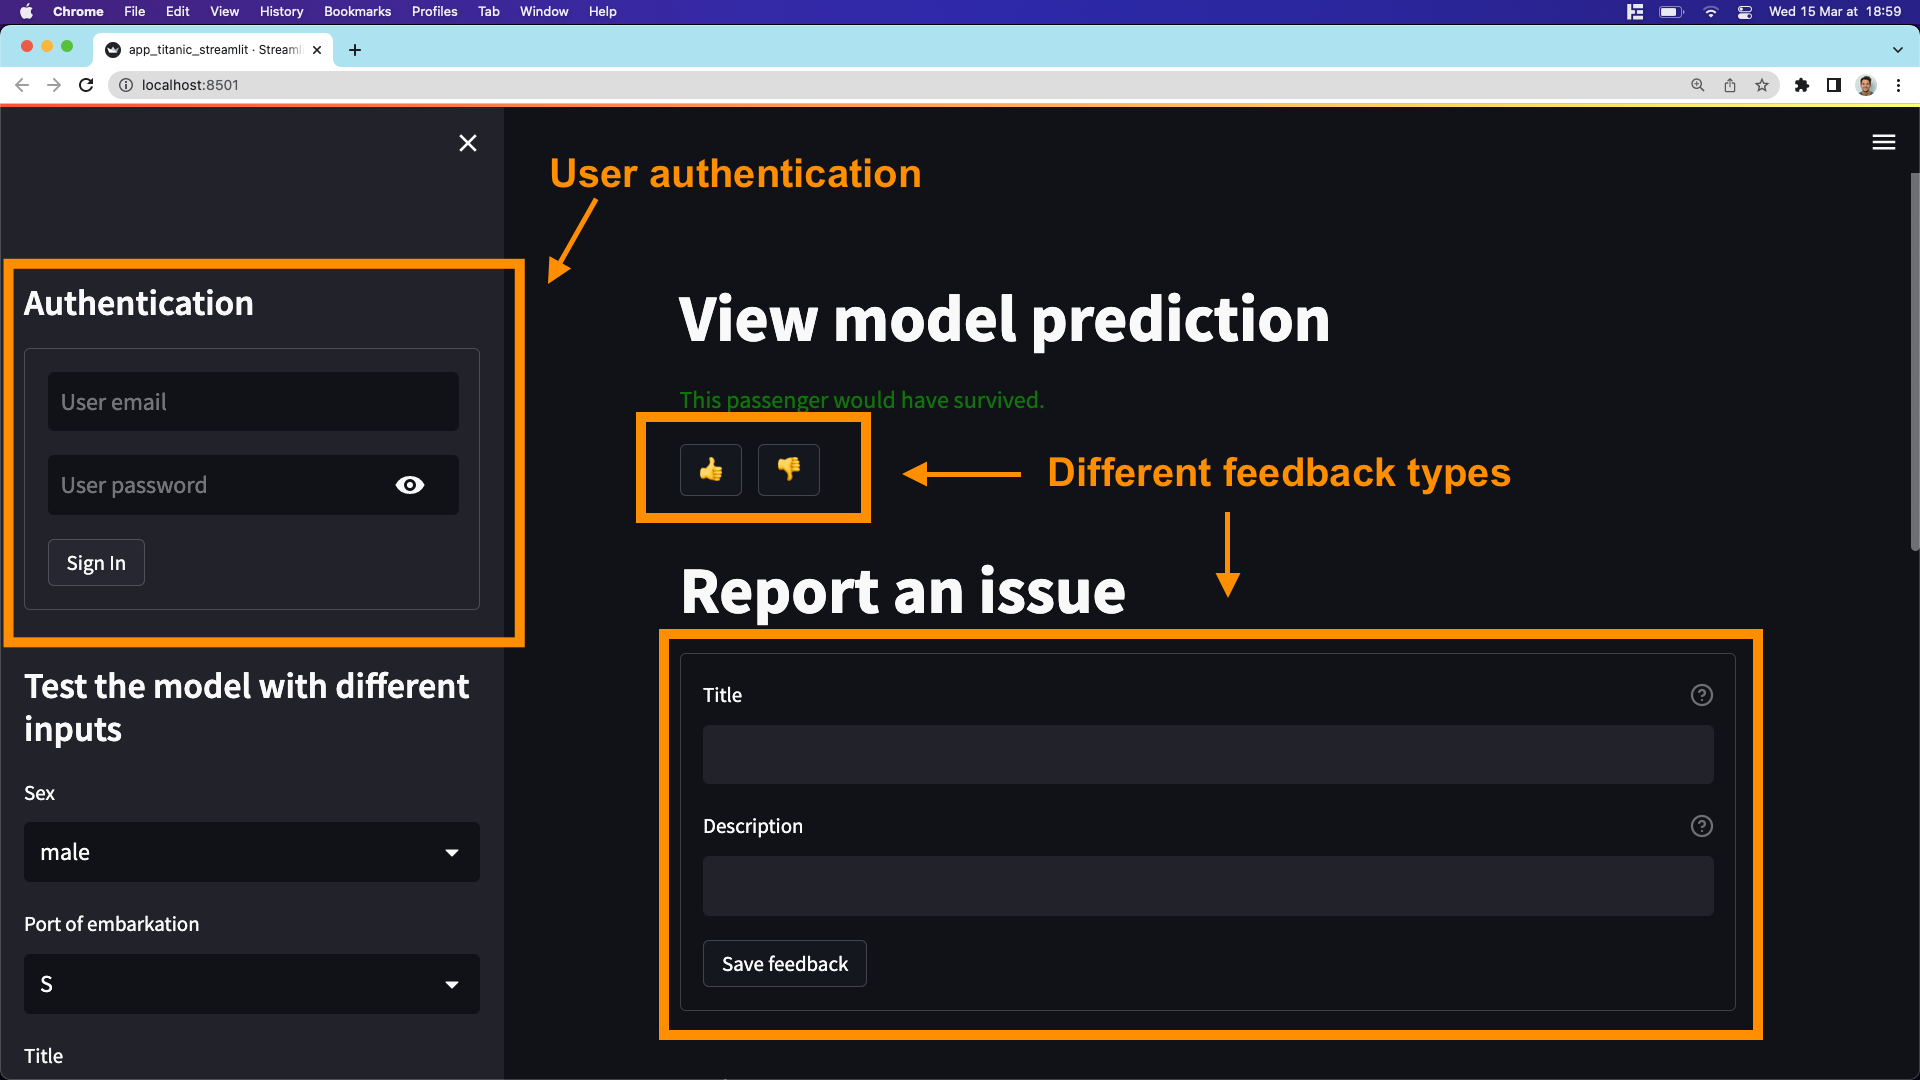 Chrome File Edit View History Bookmarks Profiles Tab Window Help Wed 15 Mar at 18:59
app_titanic_streamlit · Streaml
localhost:8501
User authentication
Authentication
User email
User password
Sign In
Test the model with different
inputs
Sex
male
Port of embarkation
S
Title
View model prediction
This passenger would have survived.
Different feedback types
Report an issue
Title
Description
Save feedback